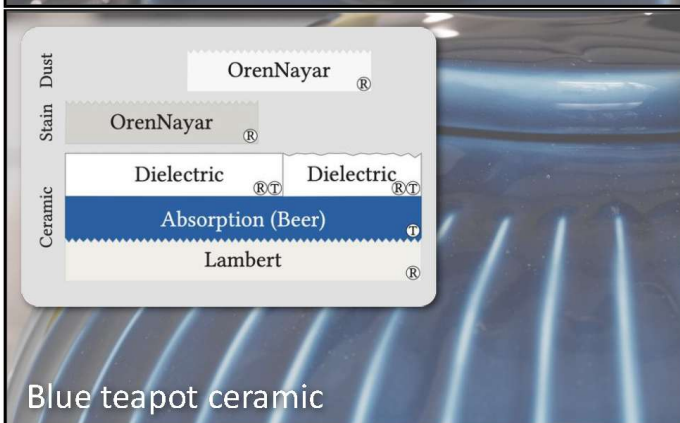 Dust
OrenNayar Ⓡ
Stain
OrenNayar Ⓡ
Ceramic
Dielectric ⓇⓉ Dielectric ⓇⓉ
Absorption (Beer) Ⓣ
Lambert Ⓡ
Blue teapot ceramic